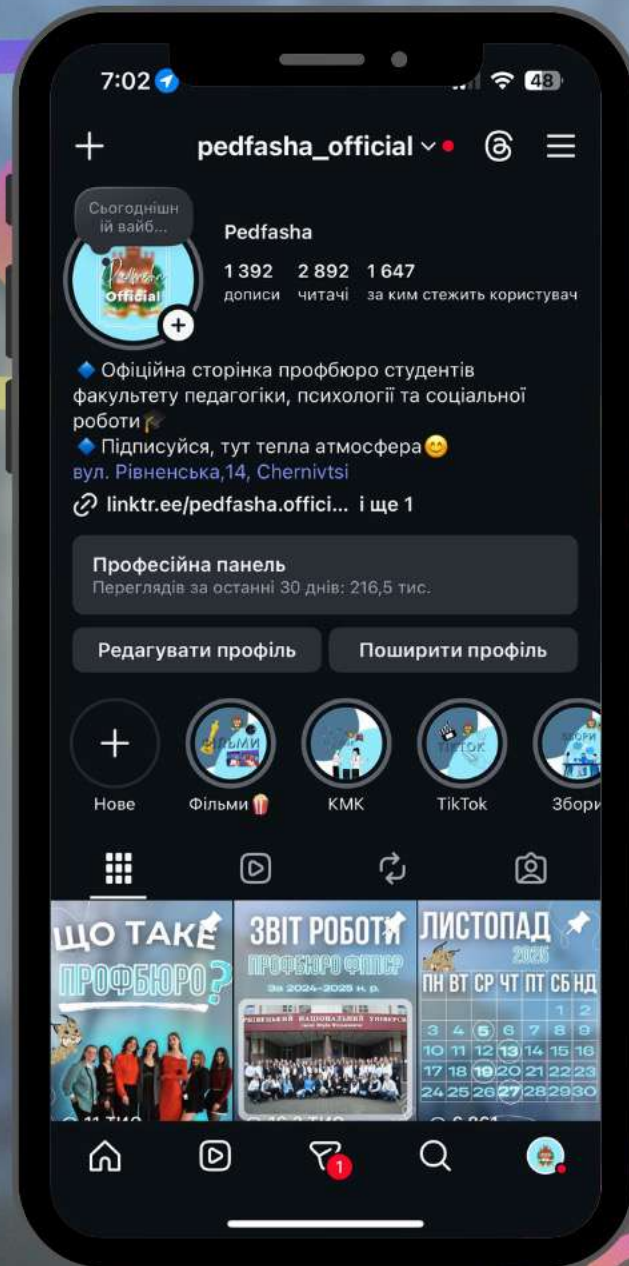 7:02
48
pedfasha_official
Сьогоднішн
ій вайб...
Official
Pedfasha
1 392 2 892 1 647
дописи читачі за ким стежить користувач
Офіційна сторінка профбюро студентів
факультету педагогіки, психології та соціальної
роботи
Підписуйся, тут тепла атмосфера
вул. Рівненська,14, Chernivtsi
linktr.ee/pedfasha.offici... і ще 1
Професійна панель
Переглядів за останні 30 днів: 216,5 тис.
Редагувати профіль Поширити профіль
ФІЛЬМИ
TIKTOK
ЗБОРИ
Нове Фільми КМК TikTok Збори
ЩО ТАКЕ
ПРОФБЮРО?
ЗВІТ РОБОТИ
ПРОФБЮРО ФППСР
За 2024-2025 н. р.
ЛИСТОПАД
2025
ПН ВТ СР ЧТ ПТ СБ НД
1 2
3 4 5 6 7 8 9
10 11 12 13 14 15 16
17 18 19 20 21 22 23
24 25 26 27 28 29 30
1